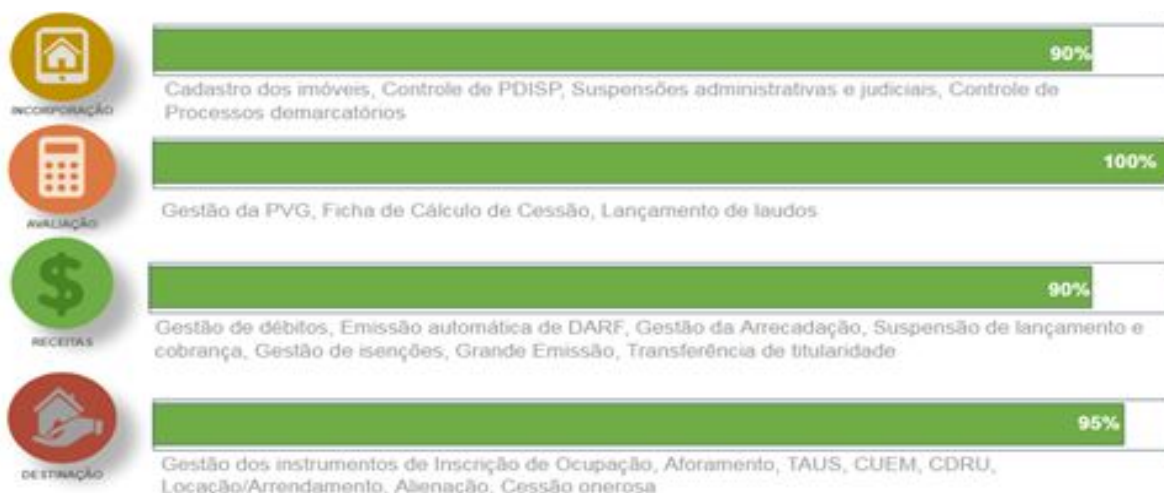 90%
INCORPORAÇÃO
Cadastro dos imóveis, Controle de PDISP, Suspensões administrativas e judiciais, Controle de
Processos demarcatórios
100%
AVALIAÇÃO
Gestão da PVG, Ficha de Cálculo de Cessão, Lançamento de laudos
90%
RECEITAS
Gestão de débitos, Emissão automática de DARF, Gestão da Arrecadação, Suspensão de lançamento e
cobrança, Gestão de isenções, Grande Emissão, Transferência de titularidade
95%
DESTINAÇÃO
Gestão dos instrumentos de Inscrição de Ocupação, Aforamento, TAUS, CUEM, CDRU,
Locação/Arrendamento, Alienação, Cessão onerosa